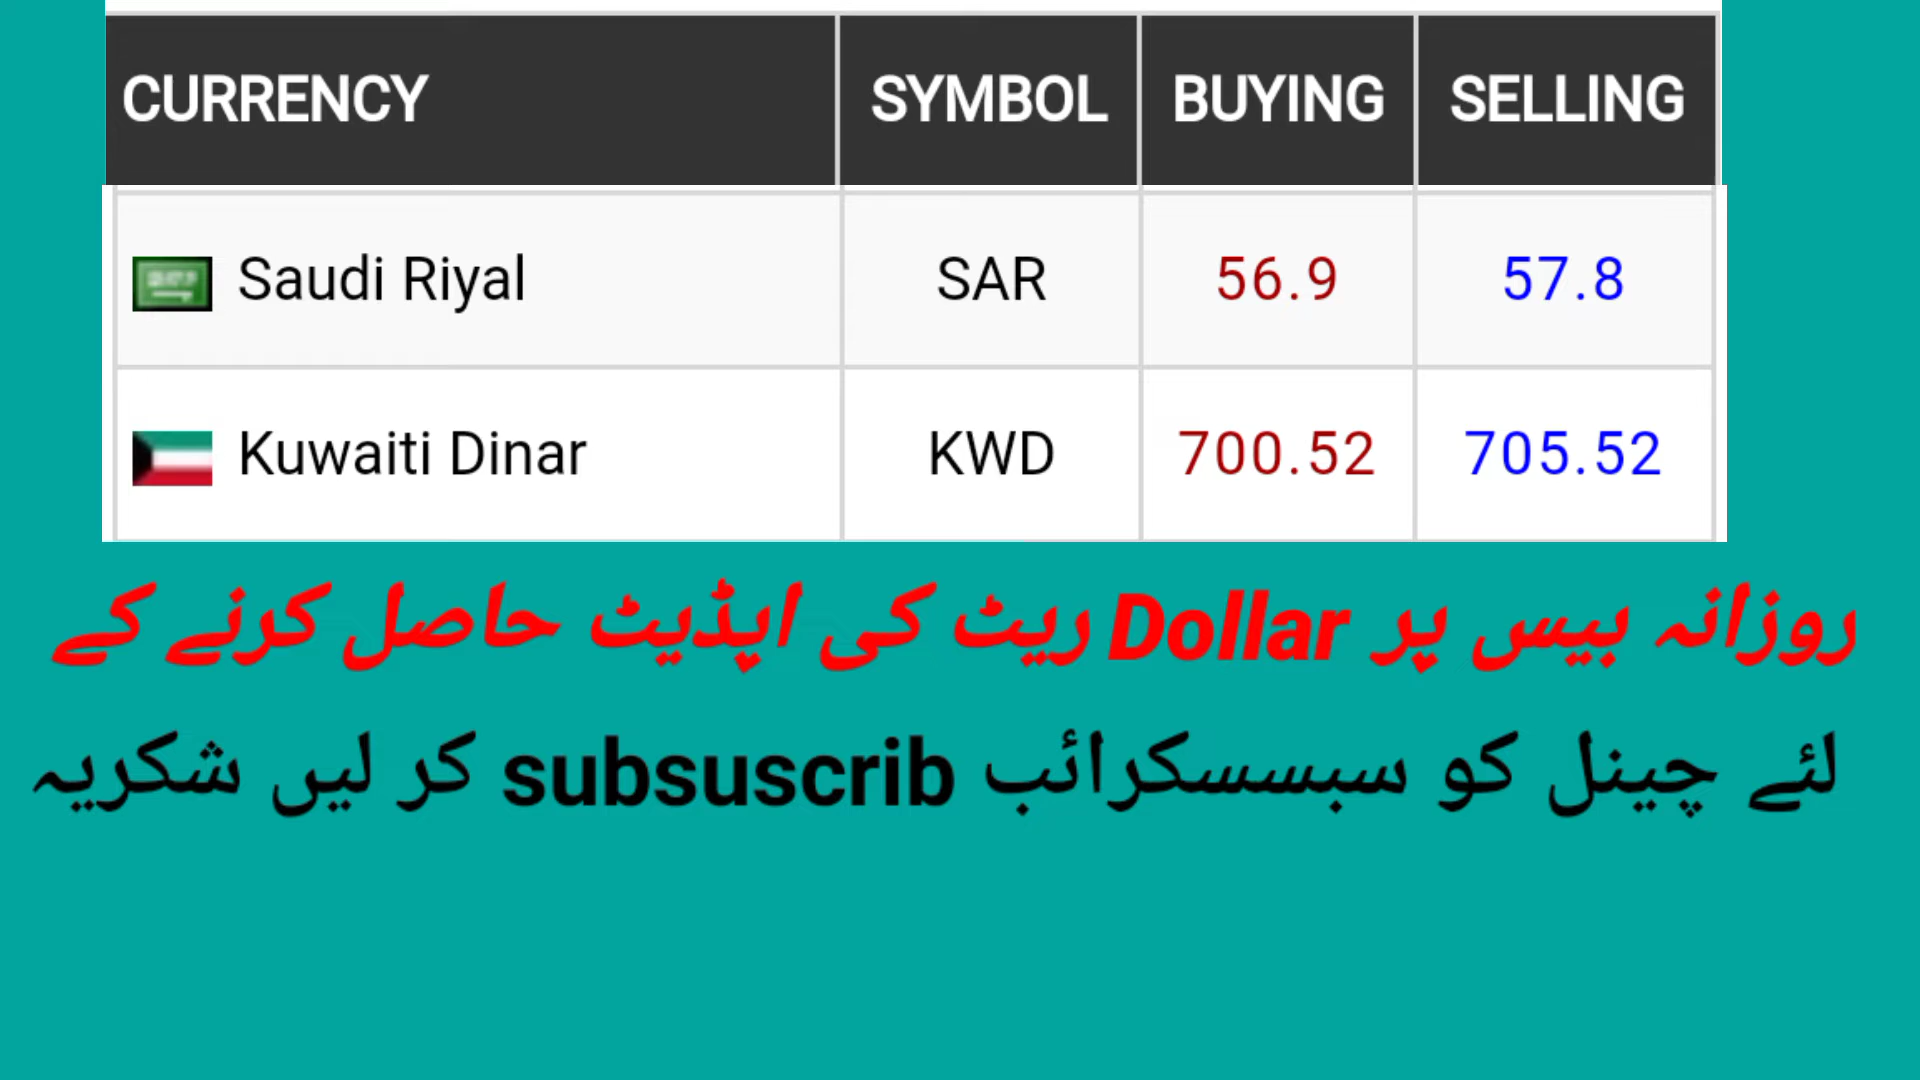 CURRENCY SYMBOL BUYING SELLING
Saudi Riyal SAR 56.9 57.8
Kuwaiti Dinar KWD 700.52 705.52
روزانہ بیس پر Dollar ریٹ کی اپڈیٹ حاصل کرنے کے
لئے چینل کو سبسسکرائب subsuscrib کر لیں شکریہ